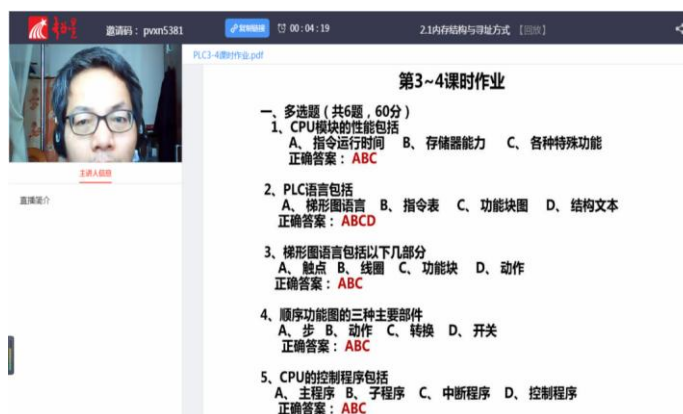 邀请码：pvxn5381
复制链接
00:04:19
2.1内存结构与寻址方式 【回放】
PLC3-4课时作业.pdf
主讲人信息
直播简介
第3~4课时作业
一、多选题（共6题，60分）
1、CPU模块的性能包括
A、 指令运行时间 B、 存储器能力 C、 各种特殊功能
正确答案： ABC
2、PLC语言包括
A、 梯形图语言 B、 指令表 C、 功能块图 D、 结构文本
正确答案： ABCD
3、梯形图语言包括以下几部分
A、 触点 B、 线圈 C、 功能块 D、 动作
正确答案： ABC
4、顺序功能图的三种主要部件
A、 步 B、 动作 C、 转换 D、 开关
正确答案： ABC
5、CPU的控制程序包括
A、 主程序 B、 子程序 C、 中断程序 D、 控制程序
正确答案： ABC